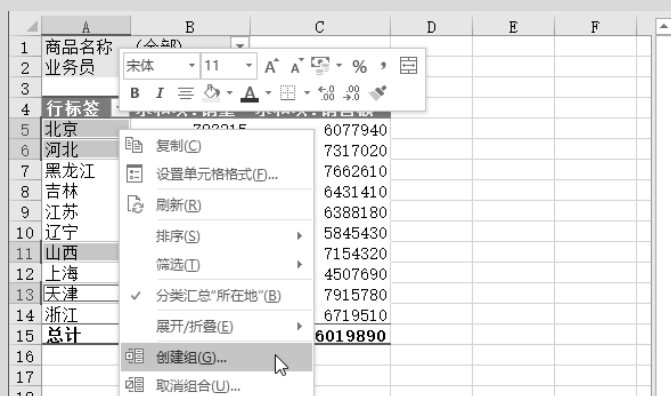 A B C D E F
1 商品名称 (全部)
2 业务员
宋体 11 A A % ,
B I A
3
4 行标签
5 北京 6077940
6 河北 7317020
7 黑龙江 7662610
8 吉林 6431410
9 江苏 6388180
10 辽宁 5845430
11 山西 7154320
12 上海 4507690
13 天津 7915780
14 浙江 6719510
15 总计 6019890
16
17
复制(C)
设置单元格格式(F)...
刷新(R)
排序(S)
筛选(T)
分类汇总"所在地"(B)
展开/折叠(E)
创建组(G)...
取消组合(U)...